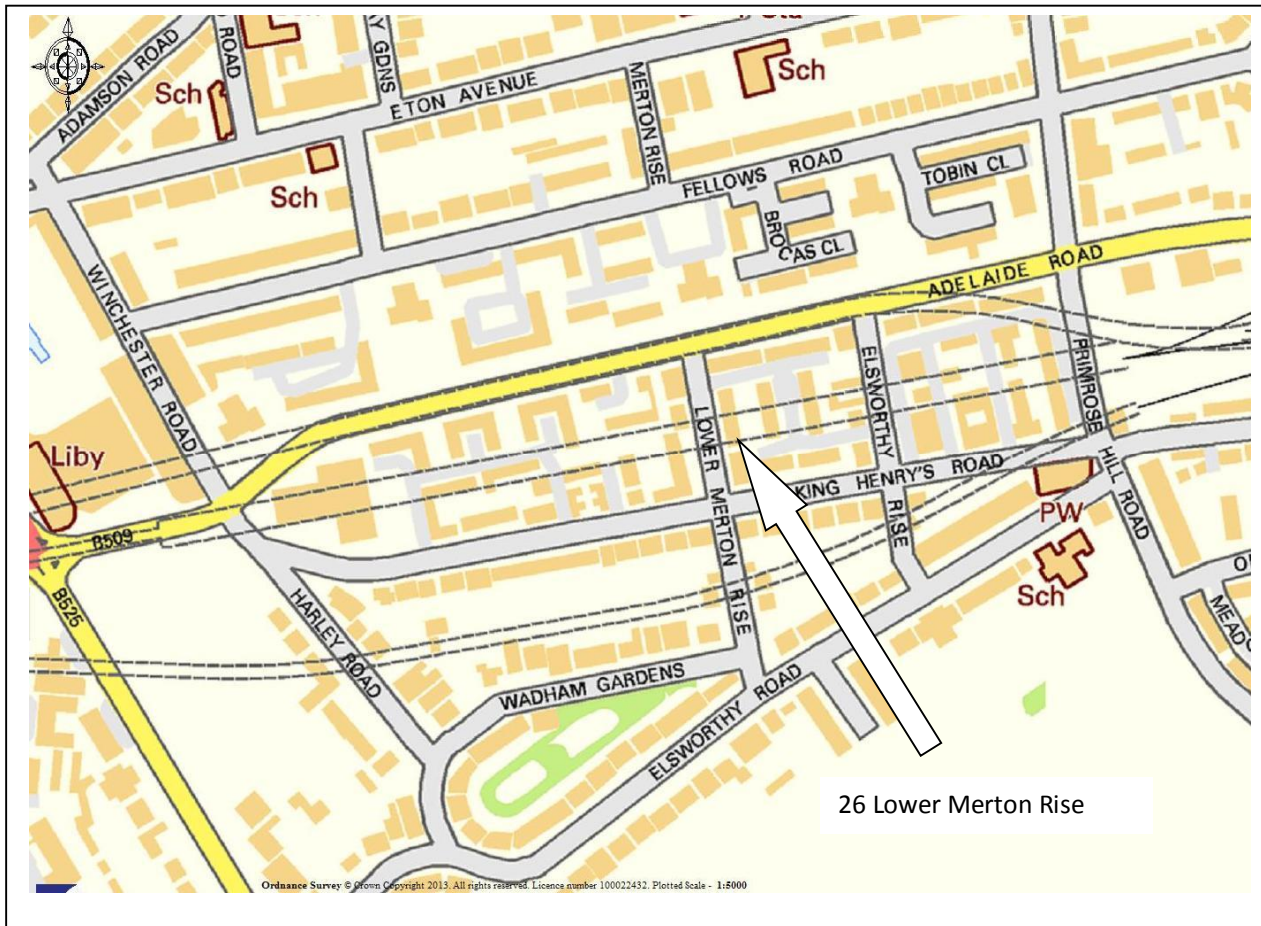 ADAMSON ROAD
ROAD
Sch
GDNS
ETON AVENUE
MERTON RISE
Sch
Sch
FELLOWS ROAD
TOBIN CL
BROCAS CL
WINCHESTER ROAD
ADELAIDE ROAD
PRIMROSE HILL ROAD
ELSWORTHY RISE
LOWER MERTON RISE
Liby
KING HENRY'S ROAD
B509
PW
B525
HARLEY ROAD
Sch
WADHAM GARDENS
ELSWORTHY ROAD
26 Lower Merton Rise
Ordnance Survey © Crown Copyright 2013. All rights reserved. Licence number 100022432. Plotted Scale - 1:5000